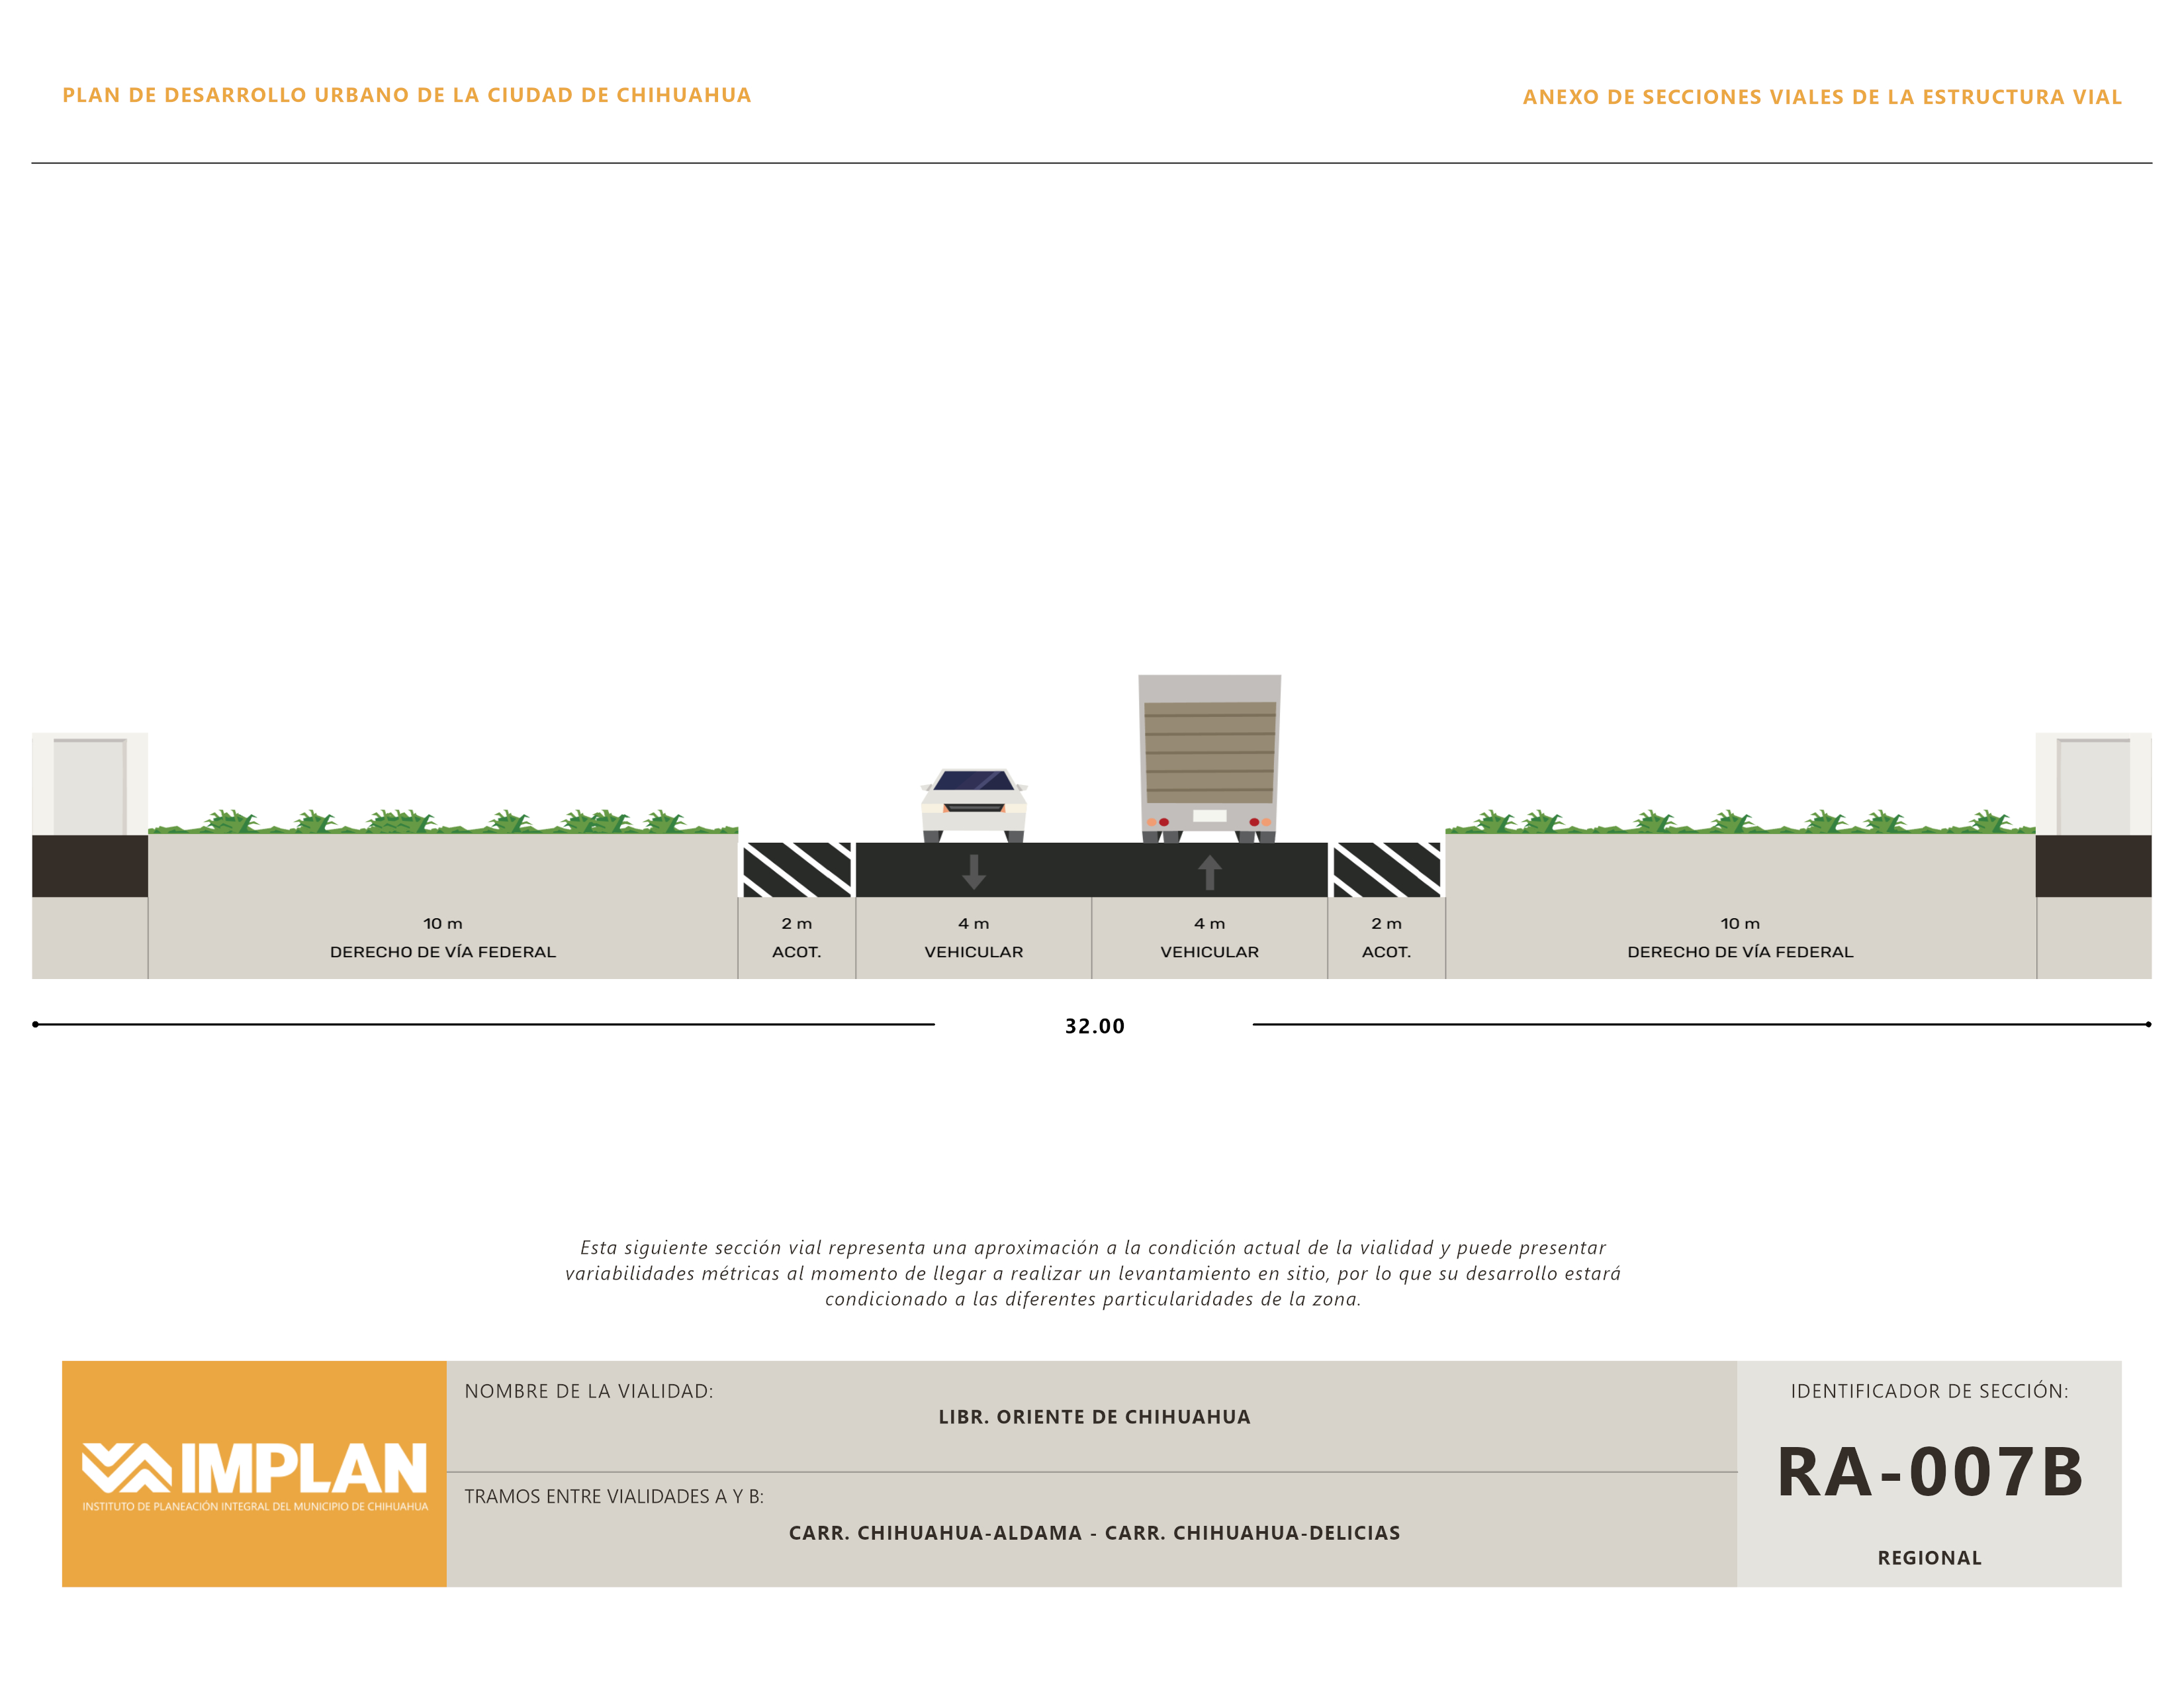 PLAN DE DESARROLLO URBANO DE LA CIUDAD DE CHIHUAHUA
ANEXO DE SECCIONES VIALES DE LA ESTRUCTURA VIAL
10 m
DERECHO DE VÍA FEDERAL
2 m
ACOT.
4 m
VEHICULAR
4 m
VEHICULAR
2 m
ACOT.
10 m
DERECHO DE VÍA FEDERAL
32.00
Esta siguiente sección vial representa una aproximación a la condición actual de la vialidad y puede presentar
variabilidades métricas al momento de llegar a realizar un levantamiento en sitio, por lo que su desarrollo estará
condicionado a las diferentes particularidades de la zona.
IMPLAN
INSTITUTO DE PLANEACIÓN INTEGRAL DEL MUNICIPIO DE CHIHUAHUA
NOMBRE DE LA VIALIDAD:
LIBR. ORIENTE DE CHIHUAHUA
TRAMOS ENTRE VIALIDADES A Y B:
CARR. CHIHUAHUA-ALDAMA - CARR. CHIHUAHUA-DELICIAS
IDENTIFICADOR DE SECCIÓN:
RA-007B
REGIONAL